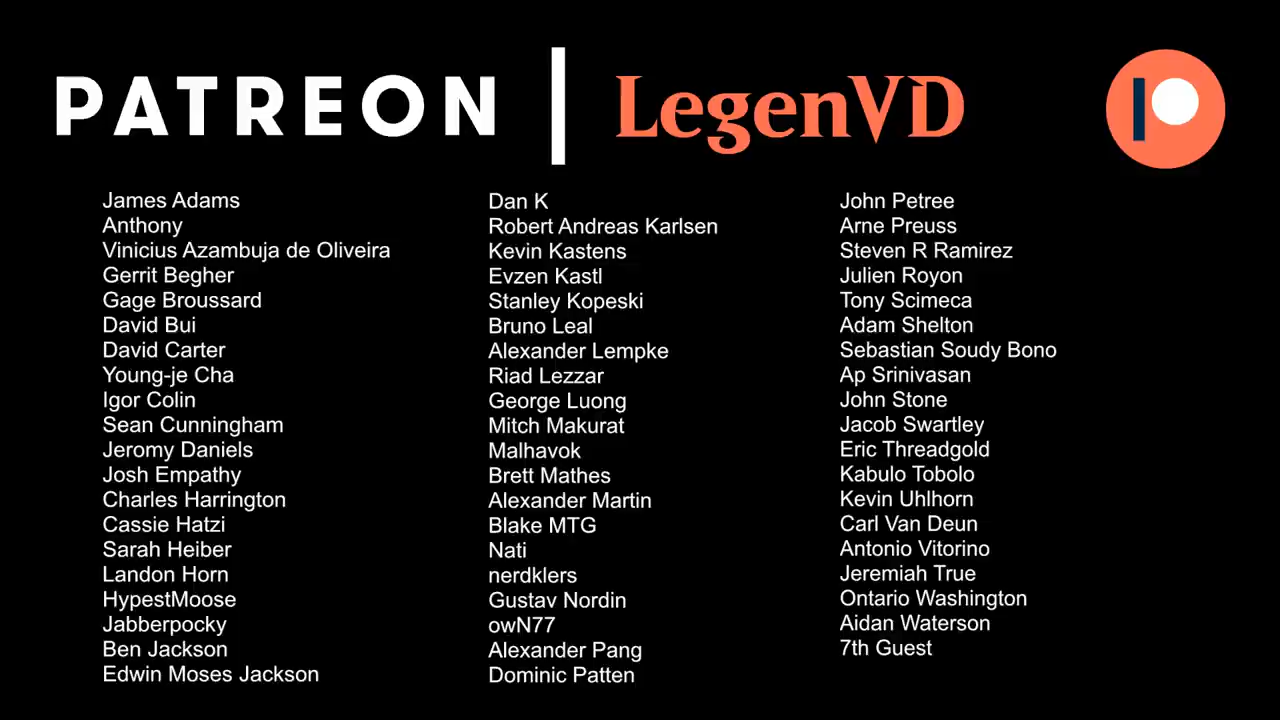 PATREON | LegenVD
James Adams
Anthony
Vinicius Azambuja de Oliveira
Gerrit Begher
Gage Broussard
David Bui
David Carter
Young-je Cha
Igor Colin
Sean Cunningham
Jeromy Daniels
Josh Empathy
Charles Harrington
Cassie Hatzi
Sarah Heiber
Landon Horn
HypestMoose
Jabberpocky
Ben Jackson
Edwin Moses Jackson
Dan K
Robert Andreas Karlsen
Kevin Kastens
Evzen Kastl
Stanley Kopeski
Bruno Leal
Alexander Lempke
Riad Lezzar
George Luong
Mitch Makurat
Malhavok
Brett Mathes
Alexander Martin
Blake MTG
Nati
nerdklers
Gustav Nordin
owN77
Alexander Pang
Dominic Patten
John Petree
Arne Preuss
Steven R Ramirez
Julien Royon
Tony Scimeca
Adam Shelton
Sebastian Soudy Bono
Ap Srinivasan
John Stone
Jacob Swartley
Eric Threadgold
Kabulo Tobolo
Kevin Uhlhorn
Carl Van Deun
Antonio Vitorino
Jeremiah True
Ontario Washington
Aidan Waterson
7th Guest